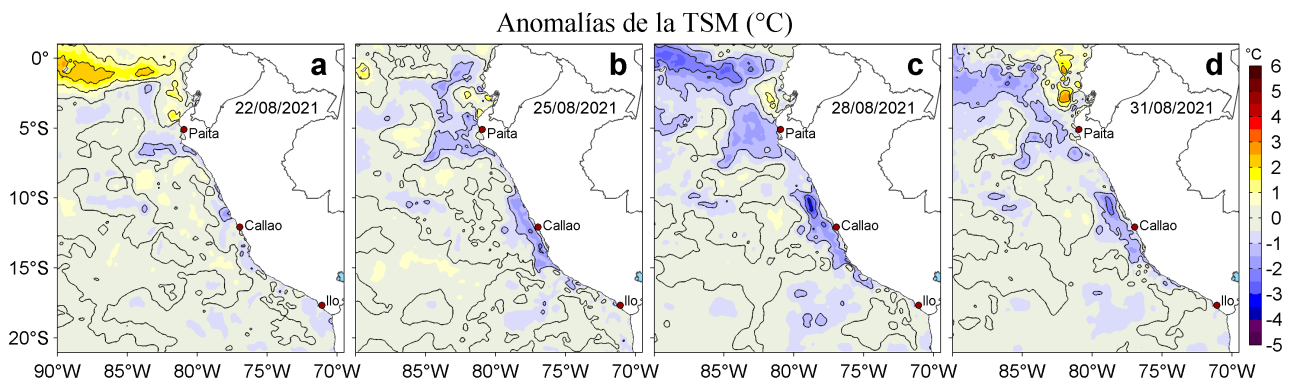 Anomalías de la TSM (°C)
a
22/08/2021
Paita
Callao
Ilo
b
25/08/2021
Paita
Callao
Ilo
c
28/08/2021
Paita
Callao
Ilo
d
31/08/2021
Paita
Callao
Ilo
0°
5°S
10°S
15°S
20°S
90°W 85°W 80°W 75°W 70°W
85°W 80°W 75°W 70°W
85°W 80°W 75°W 70°W
85°W 80°W 75°W 70°W
°C
6
5
4
3
2
1
0
-1
-2
-3
-4
-5